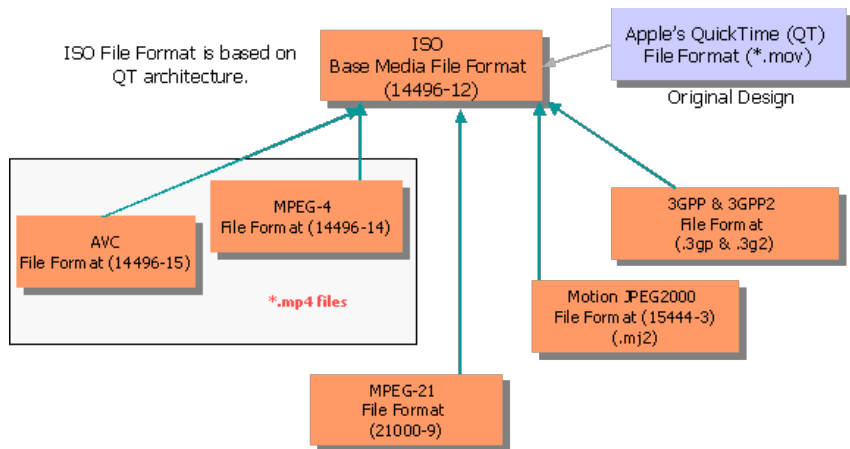 ISO File Format is based on
QT architecture.
ISO
Base Media File Format
(14496-12)
Apple's QuickTime (QT)
File Format (*.mov)
Original Design
AVC
File Format (14496-15)
MPEG-4
File Format (14496-14)
*.mp4 files
3GPP & 3GPP2
File Format
(.3gp & .3g2)
Motion JPEG2000
File Format (15444-3)
(.mj2)
MPEG-21
File Format
(21000-9)